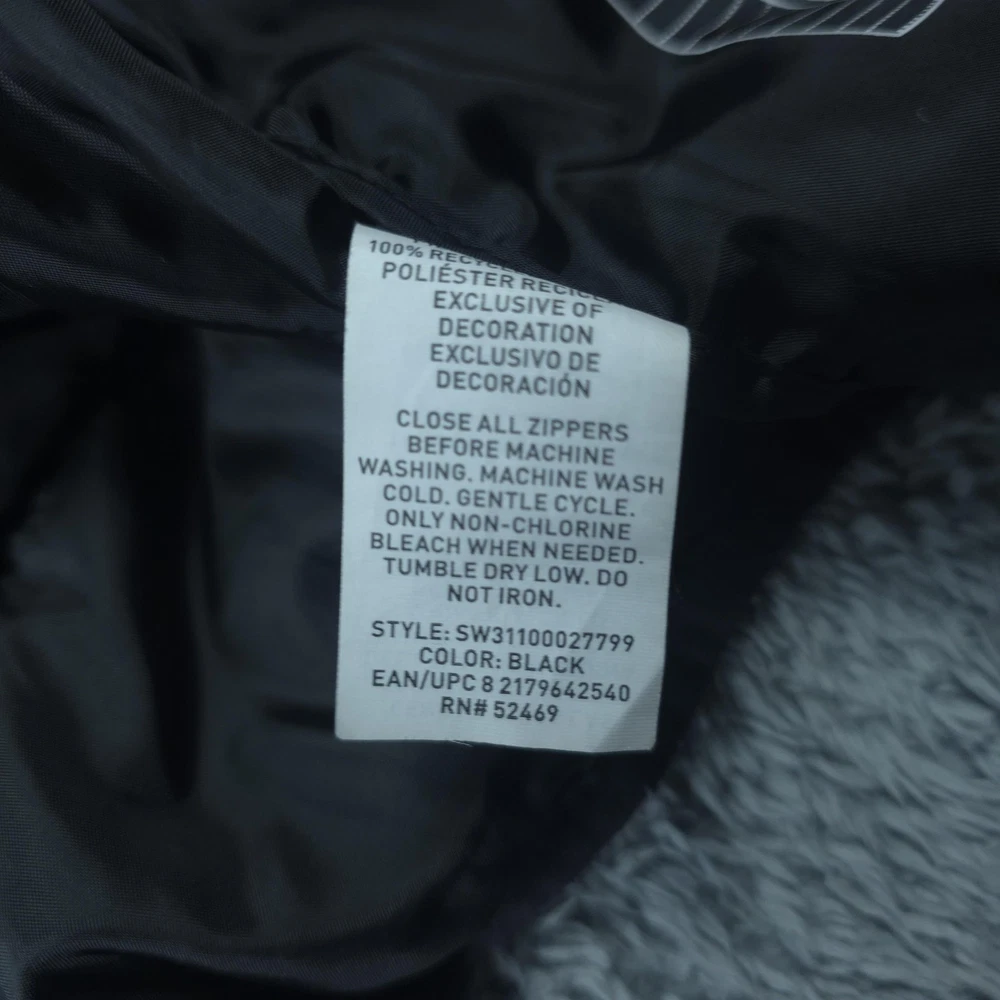 100%
POLIÉSTER
EXCLUSIVE OF
DECORATION
EXCLUSIVO DE
DECORACIÓN
CLOSE ALL ZIPPERS
BEFORE MACHINE
WASHING. MACHINE WASH
COLD. GENTLE CYCLE.
ONLY NON-CHLORINE
BLEACH WHEN NEEDED.
TUMBLE DRY LOW. DO
NOT IRON.
STYLE: SW31100027799
COLOR: BLACK
EAN/UPC 8 2179642540
RN# 52469